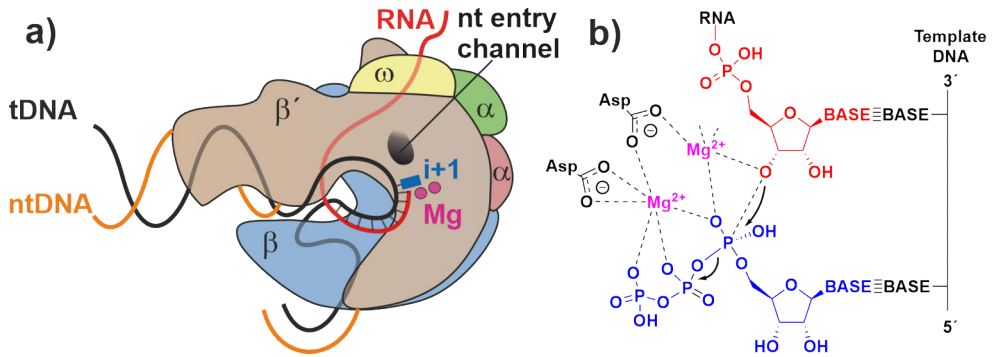 a)
RNA
nt entry
channel
ω
α
β´
tDNA
i+1
α
ntDNA
Mg
β
b)
RNA
Template
DNA
O
OH
P
O
O
3´
Asp
O
O
BASE
BASE
O
Mg2+
Asp
O
O
OH
O
Mg2+
O
P
OH
O
O
O
O
BASE
BASE
O
P
O
P
O
O
OH
HO
OH
5´